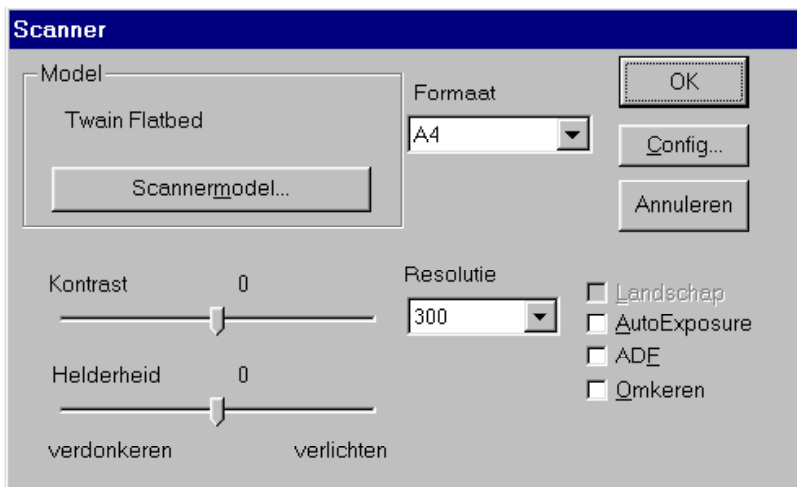 Scanner
Model
Twain Flatbed
Scannermodel...
Formaat
A4
OK
Config...
Annuleren
Kontrast 0
Helderheid 0
verdonkeren verlichten
Resolutie
300
Landschap
AutoExposure
ADF
Omkeren